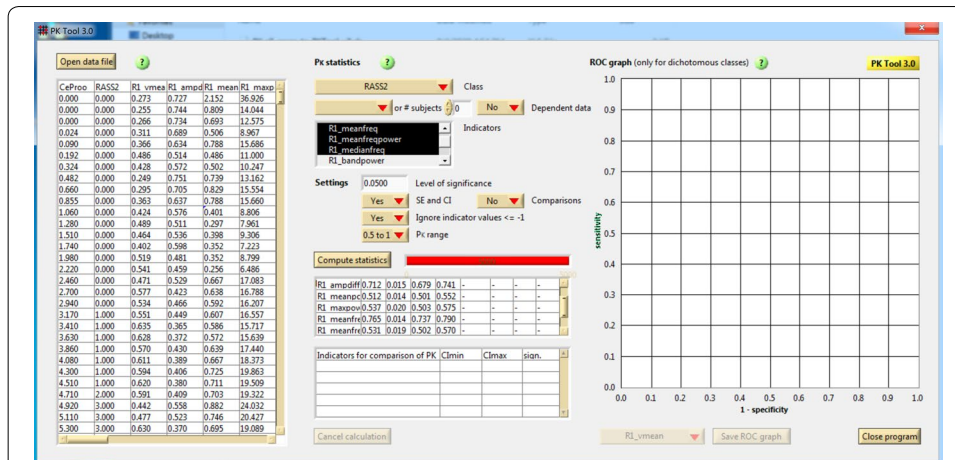 PK Tool 3.0
Desktop
Open data file
?
CeProo RASS2 R1_vmea R1_ampd R1_mean R1_maxp
0.000 0.000 0.273 0.727 2.152 36.926
0.000 0.000 0.255 0.744 0.809 14.044
0.000 0.000 0.266 0.734 0.693 12.575
0.024 0.000 0.311 0.689 0.506 8.967
0.090 0.000 0.366 0.634 0.788 15.686
0.192 0.000 0.486 0.514 0.486 11.000
0.324 0.000 0.428 0.572 0.502 10.247
0.482 0.000 0.249 0.751 0.739 13.162
0.660 0.000 0.295 0.705 0.829 15.554
0.855 0.000 0.363 0.637 0.788 15.660
1.060 0.000 0.424 0.576 0.401 8.806
1.280 0.000 0.489 0.511 0.297 7.961
1.510 0.000 0.464 0.536 0.398 9.306
1.740 0.000 0.402 0.598 0.352 7.223
1.980 0.000 0.519 0.481 0.352 8.799
2.220 0.000 0.541 0.459 0.256 6.486
2.460 0.000 0.471 0.529 0.667 17.083
2.700 0.000 0.577 0.423 0.638 16.788
2.940 0.000 0.534 0.466 0.592 16.207
3.170 1.000 0.551 0.449 0.607 16.557
3.410 1.000 0.635 0.365 0.586 15.717
3.630 1.000 0.628 0.372 0.572 15.639
3.860 1.000 0.570 0.430 0.639 17.440
4.080 1.000 0.611 0.389 0.667 18.373
4.300 1.000 0.594 0.406 0.725 19.863
4.510 1.000 0.620 0.380 0.711 19.509
4.710 2.000 0.591 0.409 0.703 19.322
4.920 3.000 0.442 0.558 0.882 24.032
5.110 3.000 0.477 0.523 0.746 20.427
5.300 3.000 0.630 0.370 0.695 19.089
Pᴋ statistics ?
RASS2 Class
or # subjects 0 No Dependent data
R1_meanfreq Indicators
R1_meanfreqpower
R1_medianfreq
R1_bandpower
Settings 0.0500 Level of significance
Yes SE and CI No Comparisons
Yes Ignore indicator values <= -1
0.5 to 1 Pᴋ range
Compute statistics
R1_ampdiff 0.712 0.015 0.679 0.741 - - - -
R1_meanpc 0.512 0.014 0.501 0.552 - - - -
R1_maxpov 0.537 0.020 0.503 0.575 - - - -
R1_meanfre 0.765 0.014 0.737 0.790 - - - -
R1_meanfre 0.531 0.019 0.502 0.570 - - - -
Indicators for comparison of PK CImin CImax sign.
Cancel calculation
ROC graph (only for dichotomous classes) ? PK Tool 3.0
1.0
0.9
0.8
0.7
0.6
0.5
0.4
0.3
0.2
0.1
0.0
sensitivity
0.0 0.1 0.2 0.3 0.4 0.5 0.6 0.7 0.8 0.9 1.0
1 - specificity
R1_vmean Save ROC graph Close program